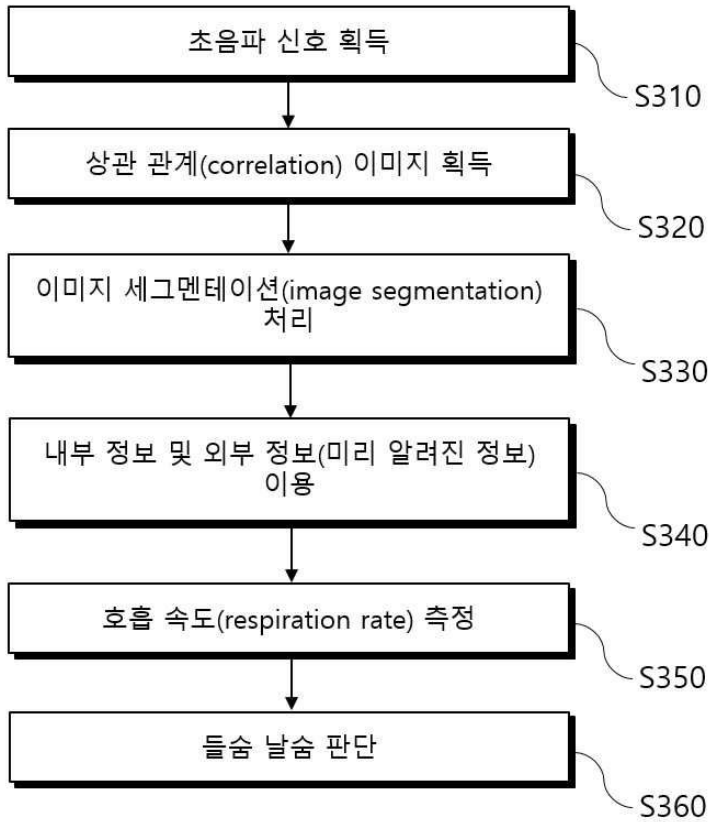 초음파 신호 획득
S310
상관 관계(correlation) 이미지 획득
S320
이미지 세그멘테이션(image segmentation)
처리
S330
내부 정보 및 외부 정보(미리 알려진 정보)
이용
S340
호흡 속도(respiration rate) 측정
S350
들숨 날숨 판단
S360